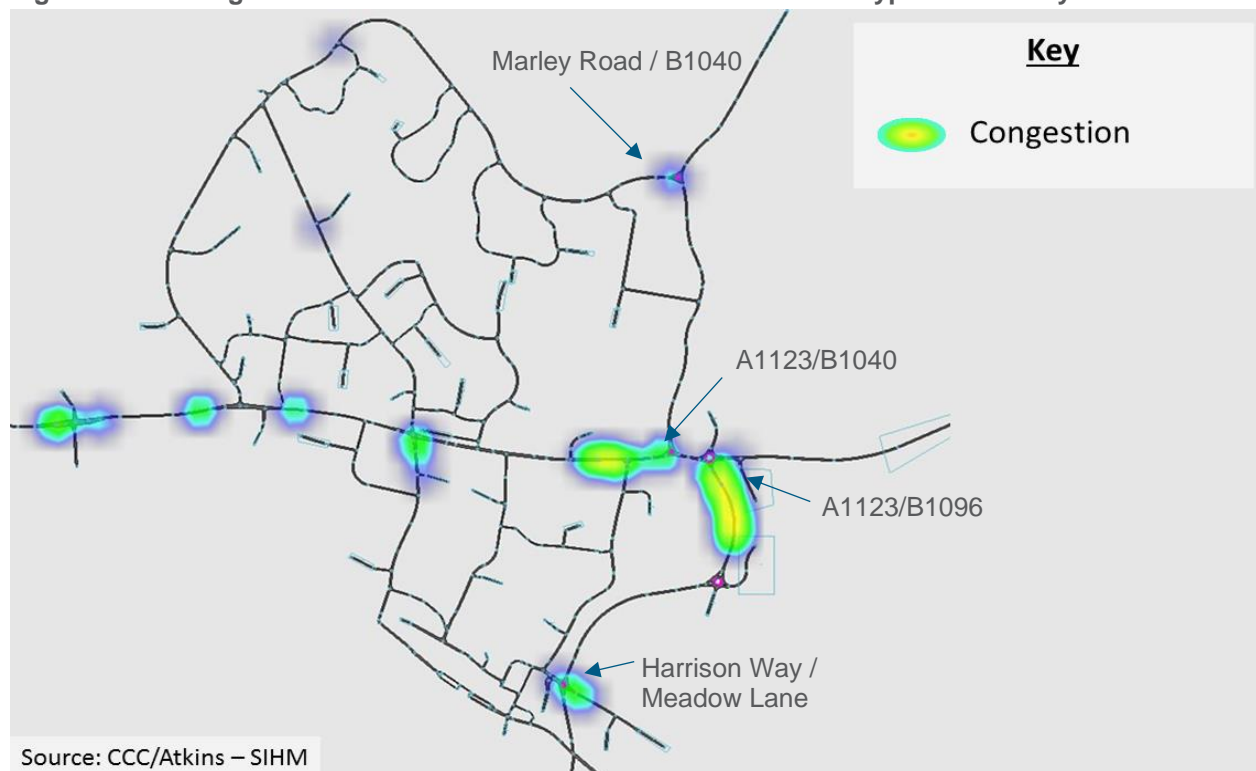 Marley Road / B1040
Key
Congestion
A1123/B1040
A1123/B1096
Harrison Way /
Meadow Lane
Source: CCC/Atkins – SIHM